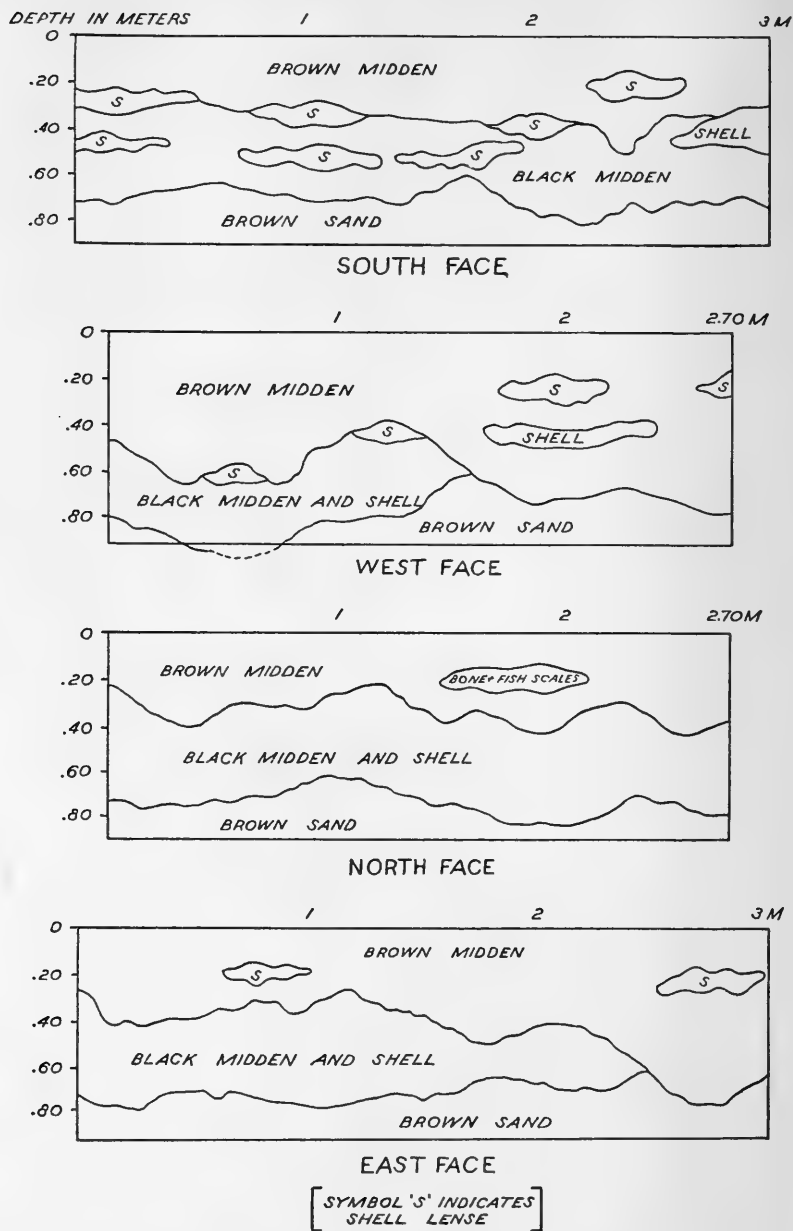 DEPTH IN METERS 1 2 3 M
0
BROWN MIDDEN
.20
S
S
S
S
.40
S
SHELL
S
S
BLACK MIDDEN
.60
.80
BROWN SAND
SOUTH FACE
1 2 2.70 M
0
BROWN MIDDEN
.20
S
S
.40
S
SHELL
.60
S
BLACK MIDDEN AND SHELL
.80
BROWN SAND
WEST FACE
1 2 2.70M
0
BROWN MIDDEN
.20
BONE+ FISH SCALES
.40
BLACK MIDDEN AND SHELL
.60
.80
BROWN SAND
NORTH FACE
1 2 3 M
0
BROWN MIDDEN
.20
S
S
.40
BLACK MIDDEN AND SHELL
.60
.80
BROWN SAND
EAST FACE
[SYMBOL 'S' INDICATES
SHELL LENSE]